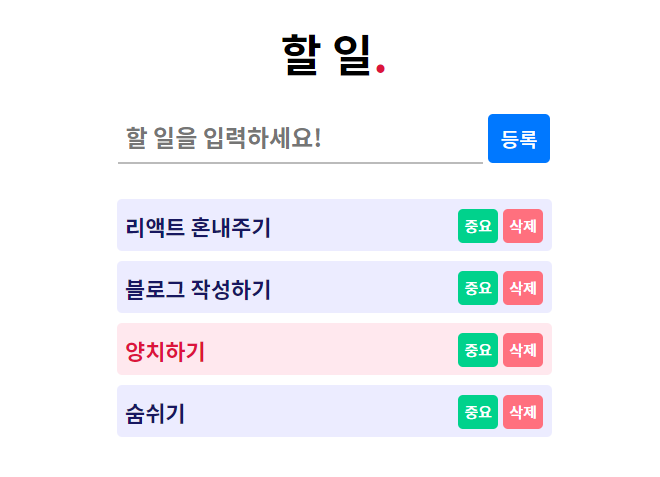 할 일.
할 일을 입력하세요! 등록
리액트 혼내주기 중요 삭제
블로그 작성하기 중요 삭제
양치하기 중요 삭제
숨쉬기 중요 삭제